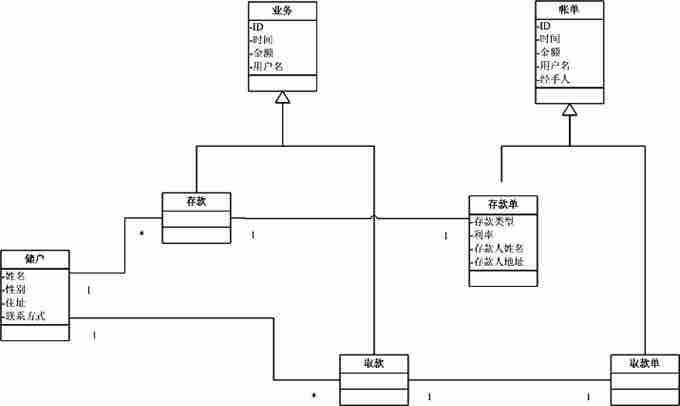 业务
-ID
-时间
-金额
-用户名
帐单
-ID
-时间
-金额
-用户名
-经手人
存款
存款单
-存款类型
-利率
-存款人姓名
-存款人地址
*
1
1
储户
-姓名
-性别
-住址
-联系方式
1
1
取款
取款单
*
1
1